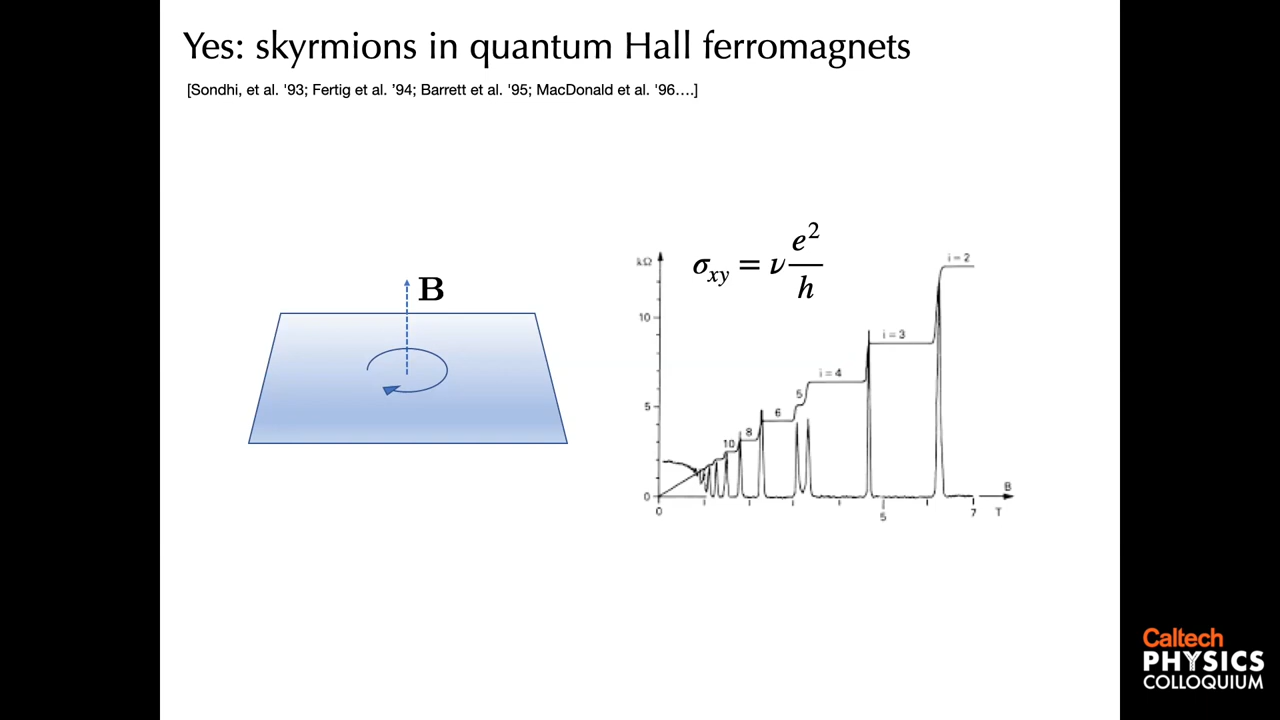 Yes: skyrmions in quantum Hall ferromagnets
[Sondhi, et al. '93; Fertig et al. ’94; Barrett et al. '95; MacDonald et al. '96….]
B
σxy = ν e²/h
kΩ
i = 2
10
i = 3
i = 4
5
5
6
8
10
0
B
0
5
7
T
Caltech
PHYSICS
COLLOQUIUM